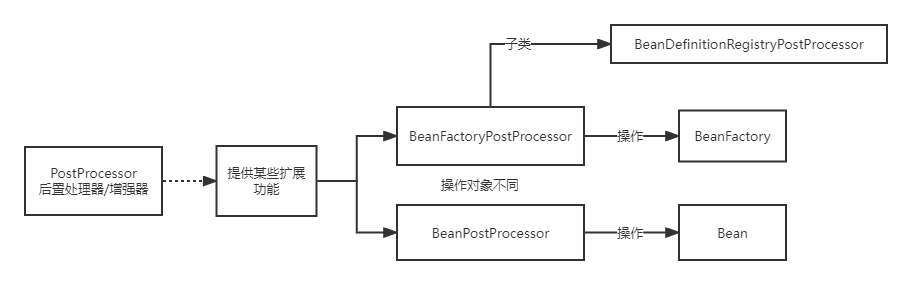 子类
BeanDefinitionRegistryPostProcessor
BeanFactoryPostProcessor
操作
BeanFactory
PostProcessor
后置处理器/增强器
提供某些扩展
功能
操作对象不同
BeanPostProcessor
操作
Bean